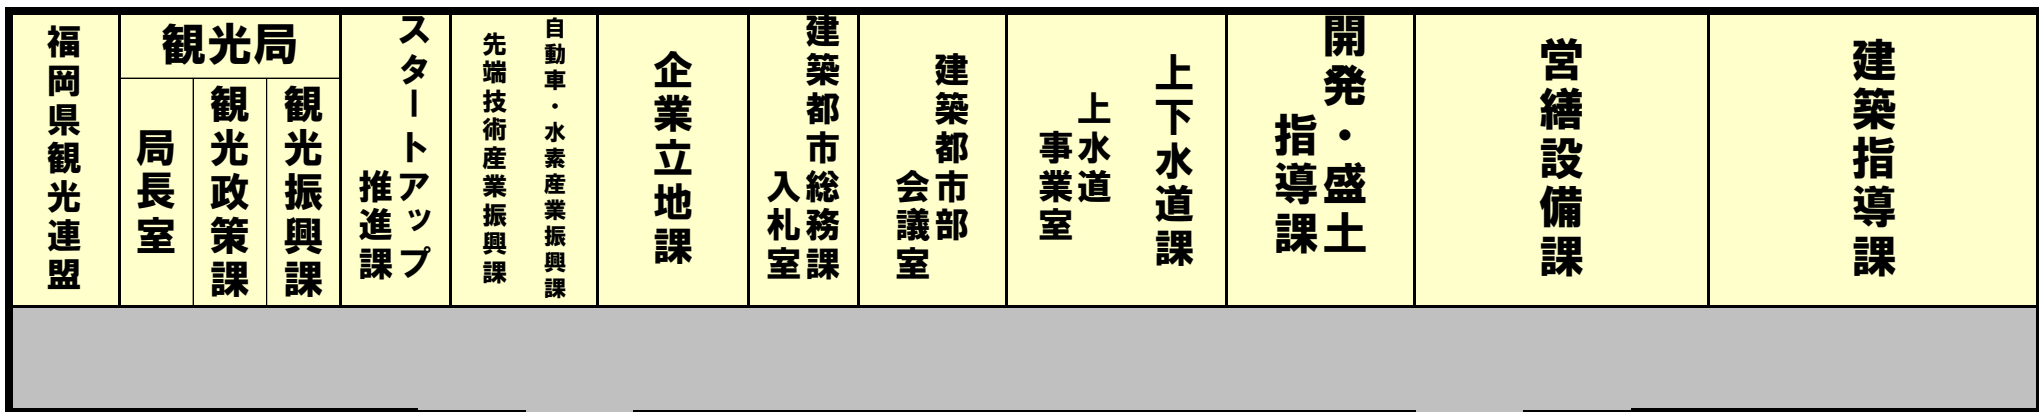 福岡県観光連盟
観光局
局長室
観光政策課
観光振興課
スタートアップ
推進課
先端技術産業振興課
自動車・水素産業振興課
企業立地課
建築都市総務課
入札室
建築都市部
会議室
上水道
事業室
上下水道課
開発・盛土
指導課
営繕設備課
建築指導課